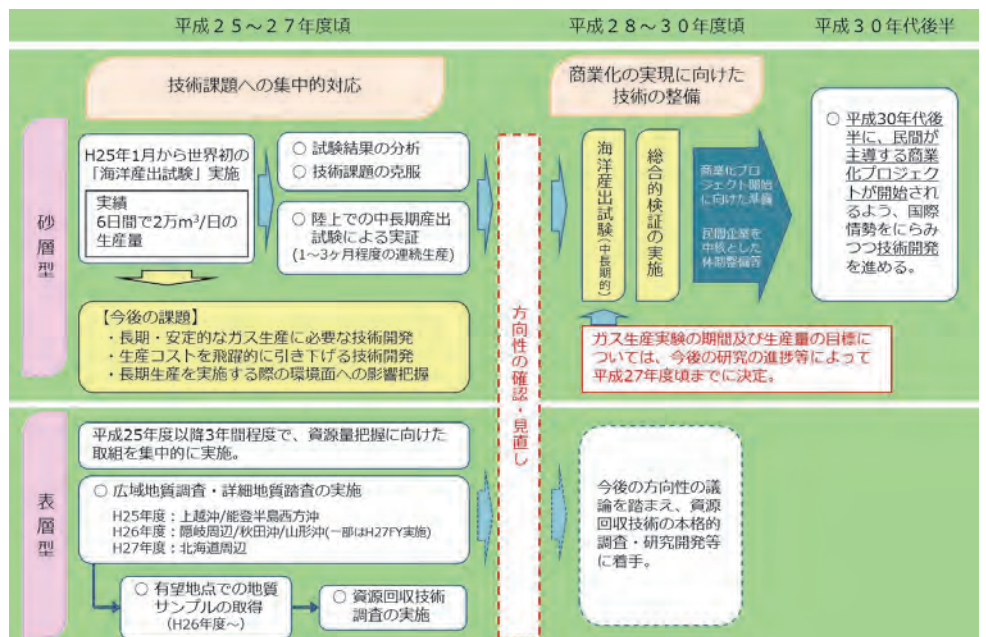 平成２５～２７年度頃
平成２８～３０年度頃
平成３０年代後半
技術課題への集中的対応
商業化の実現に向けた
技術の整備
砂層型
H25年1月から世界初の
「海洋産出試験」実施
実績
6日間で2万m³/日の
生産量
○ 試験結果の分析
○ 技術課題の克服
○ 陸上での中長期産出
試験による実証
(1～3ヶ月程度の連続生産)
【今後の課題】
・長期・安定的なガス生産に必要な技術開発
・生産コストを飛躍的に引き下げる技術開発
・長期生産を実施する際の環境面への影響把握
方向性の確認・見直し
海洋産出試験(中長期的)
総合的検証の実施
商業化プロ
ジェクト開始
に向けた準備
民間企業を
中核とした
体制整備等
○ 平成30年代後
半に、民間が
主導する商業
化プロジェク
トが開始され
るよう、国際
情勢をにらみ
つつ技術開発
を進める。
ガス生産実験の期間及び生産量の目標に
ついては、今後の研究の進捗等によって
平成27年度頃までに決定。
表層型
平成25年度以降3年間程度で、資源量把握に向けた
取組を集中的に実施。
○ 広域地質調査・詳細地質踏査の実施
H25年度：上越沖/能登半島西方沖
H26年度：隠岐周辺/秋田沖/山形沖(一部はH27FY実施)
H27年度：北海道周辺
○ 有望地点での地質
サンプルの取得
(H26年度～)
○ 資源回収技術
調査の実施
今後の方向性の議
論を踏まえ、資源
回収技術の本格的
調査・研究開発等
に着手。